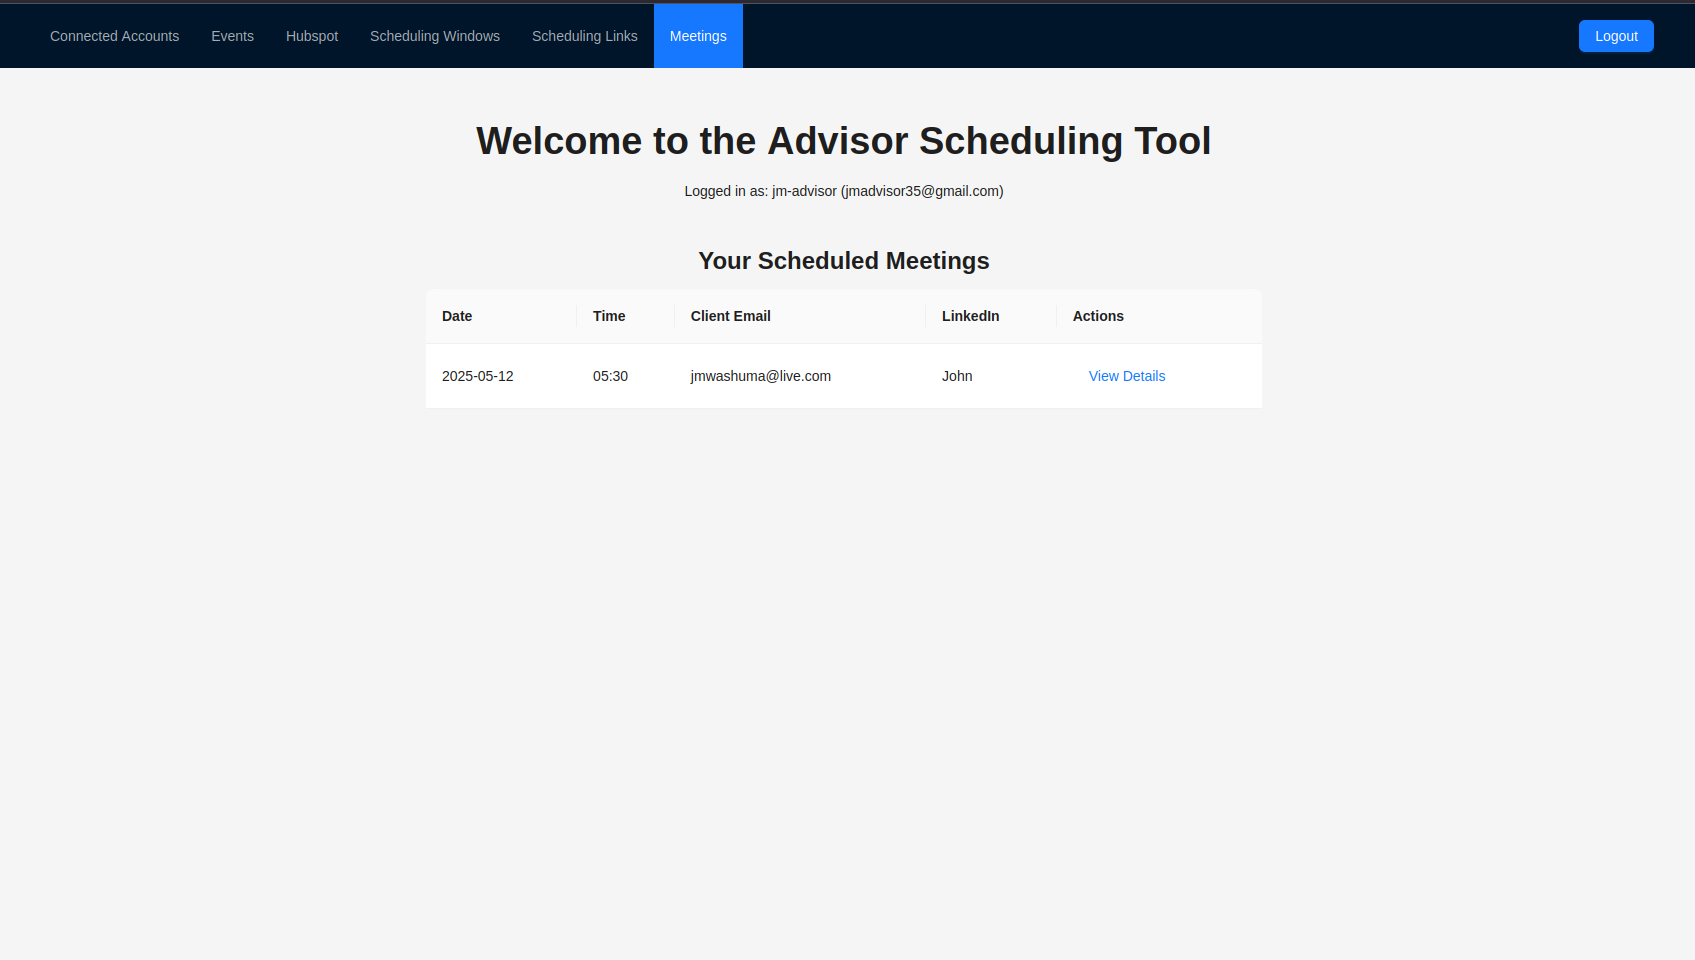 Connected Accounts Events Hubspot Scheduling Windows Scheduling Links Meetings Logout
Welcome to the Advisor Scheduling Tool
Logged in as: jm-advisor (jmadvisor35@gmail.com)
Your Scheduled Meetings
Date Time Client Email LinkedIn Actions
2025-05-12 05:30 jmwashuma@live.com John View Details